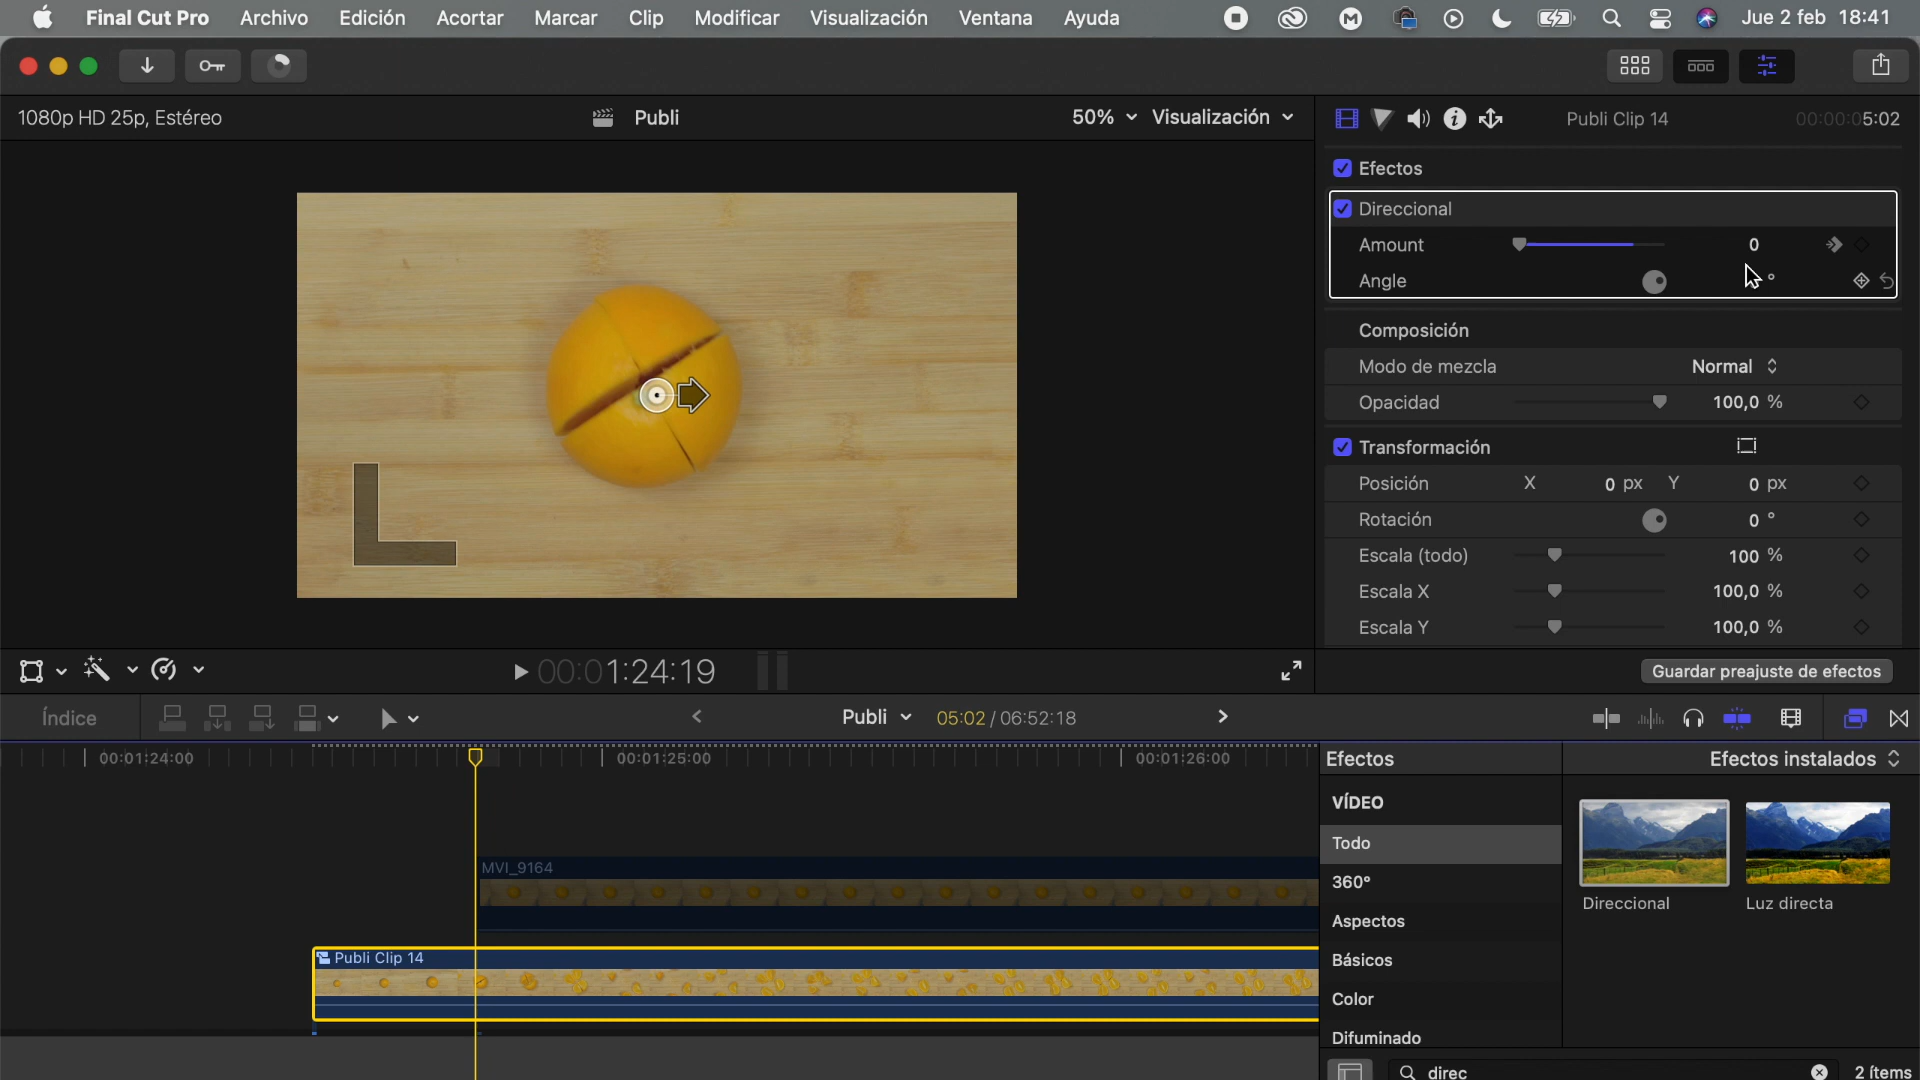 Final Cut Pro Archivo Edición Acortar Marcar Clip Modificar Visualización Ventana Ayuda Jue 2 feb 18:41
1080p HD 25p, Estéreo Publi 50% Visualización
Publi Clip 14 00:00:05:02
Efectos
Direccional
Amount 0
Angle °
Composición
Modo de mezcla Normal
Opacidad 100,0 %
Transformación
Posición X 0 px Y 0 px
Rotación 0 °
Escala (todo) 100 %
Escala X 100,0 %
Escala Y 100,0 %
00:01:24:19
Guardar preajuste de efectos
Índice Publi 05:02 / 06:52:18
00:01:24:00 00:01:25:00 00:01:26:00
MVI_9164
Publi Clip 14
Efectos Efectos instalados
VÍDEO
Todo
360°
Aspectos
Básicos
Color
Difuminado
Direccional Luz directa
direc 2 ítems